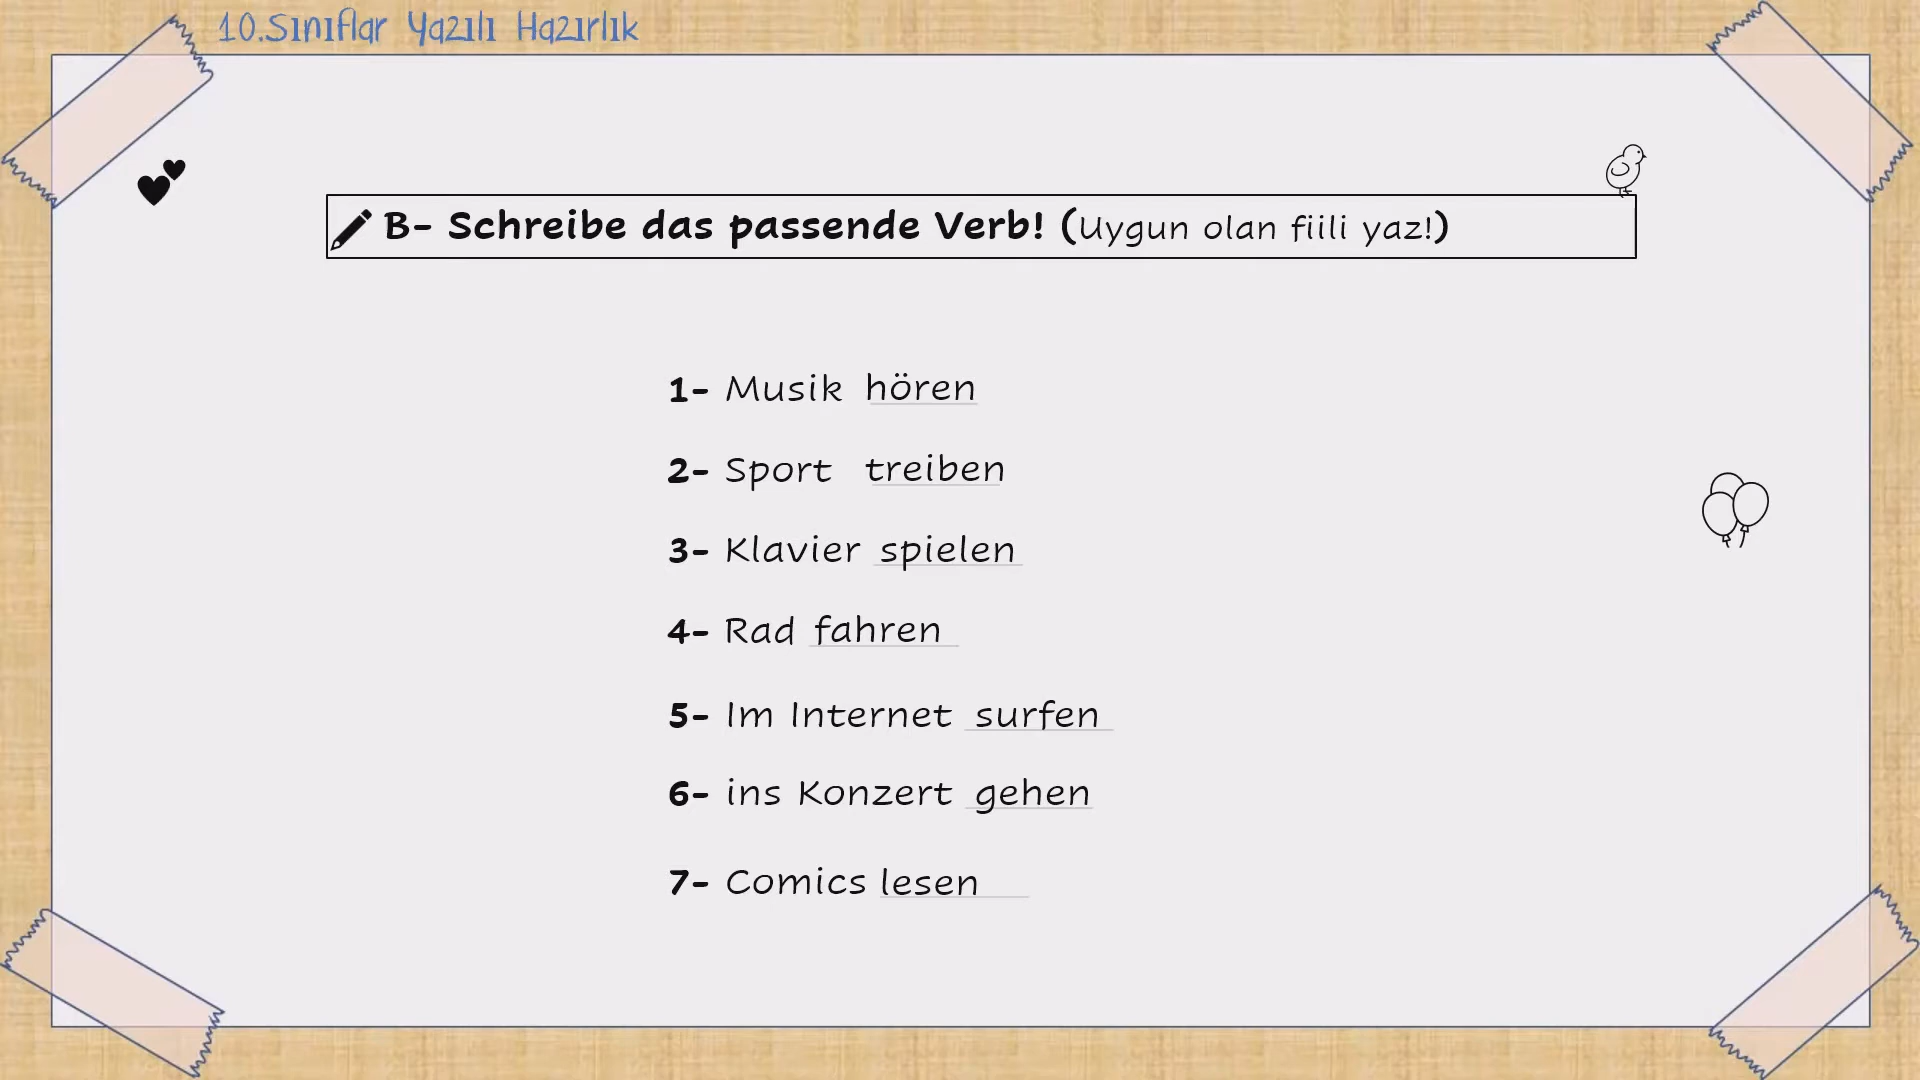 10.Sınıflar Yazılı Hazırlık
B- Schreibe das passende Verb! (Uygun olan fiili yaz!)
1- Musik hören
2- Sport treiben
3- Klavier spielen
4- Rad fahren
5- Im Internet surfen
6- ins Konzert gehen
7- Comics lesen